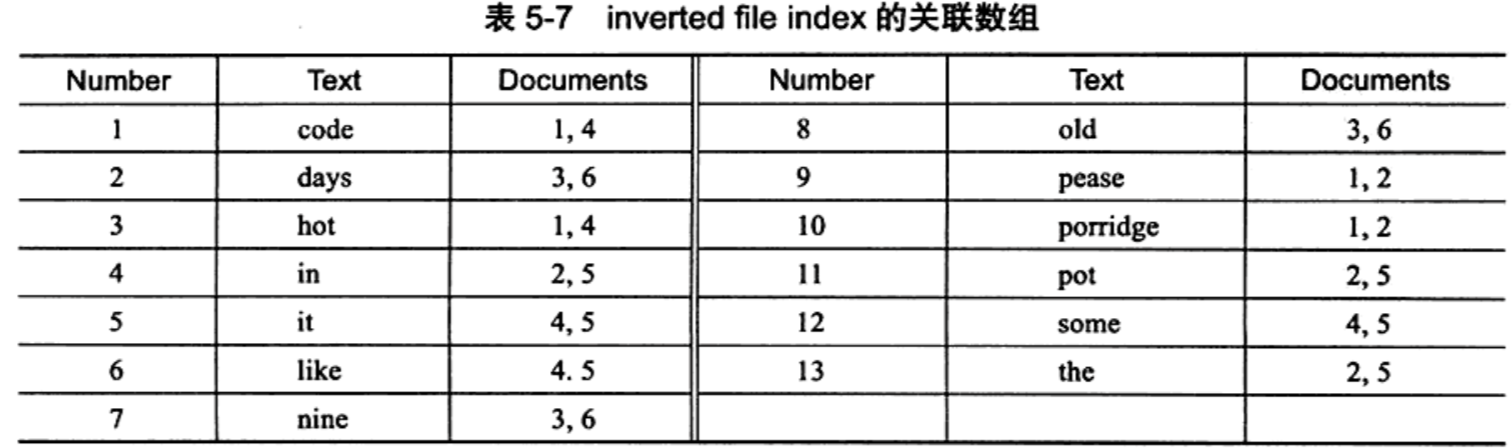 表 5-7 inverted file index 的关联数组
Number Text Documents Number Text Documents
1 code 1, 4 8 old 3, 6
2 days 3, 6 9 pease 1, 2
3 hot 1, 4 10 porridge 1, 2
4 in 2, 5 11 pot 2, 5
5 it 4, 5 12 some 4, 5
6 like 4. 5 13 the 2, 5
7 nine 3, 6